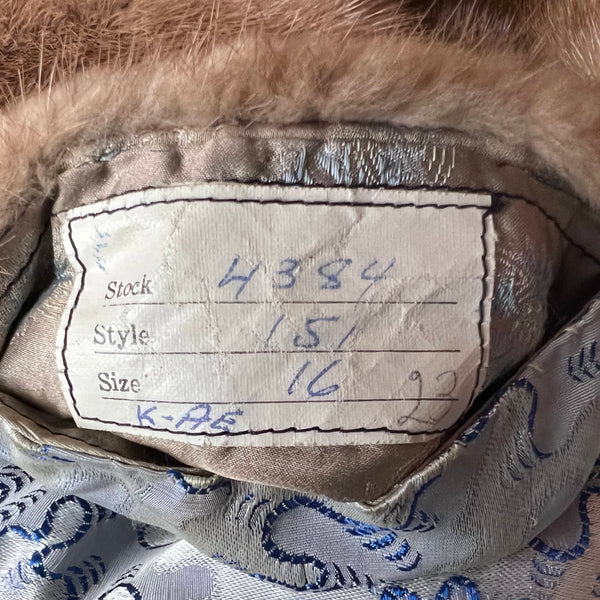 Stock 4384
Style 151
Size 16
K-AE 23